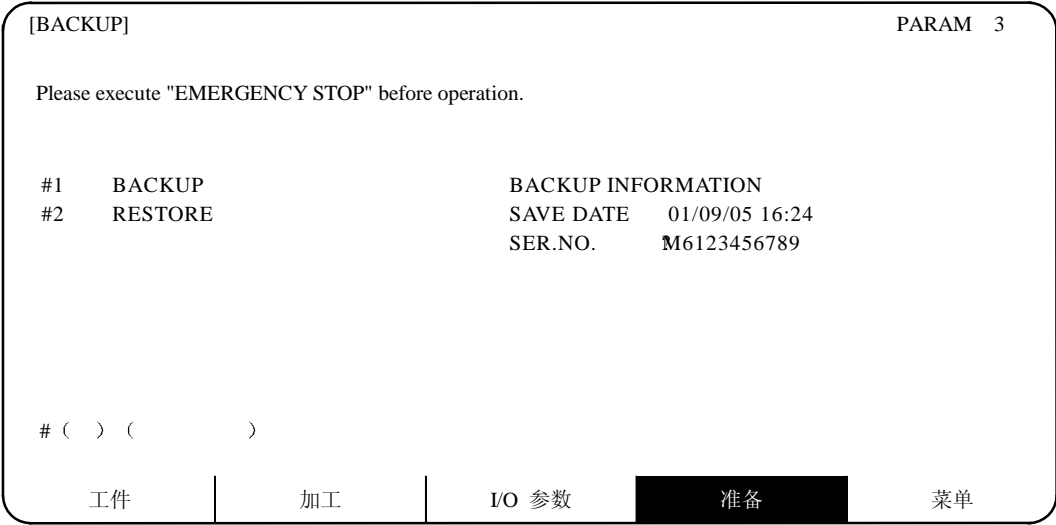 [BACKUP] PARAM 3
Please execute "EMERGENCY STOP" before operation.
#1 BACKUP BACKUP INFORMATION
#2 RESTORE SAVE DATE 01/09/05 16:24
SER.NO. M6123456789
#（ ）（ ）
工件 加工 I/O 参数 准备 菜单